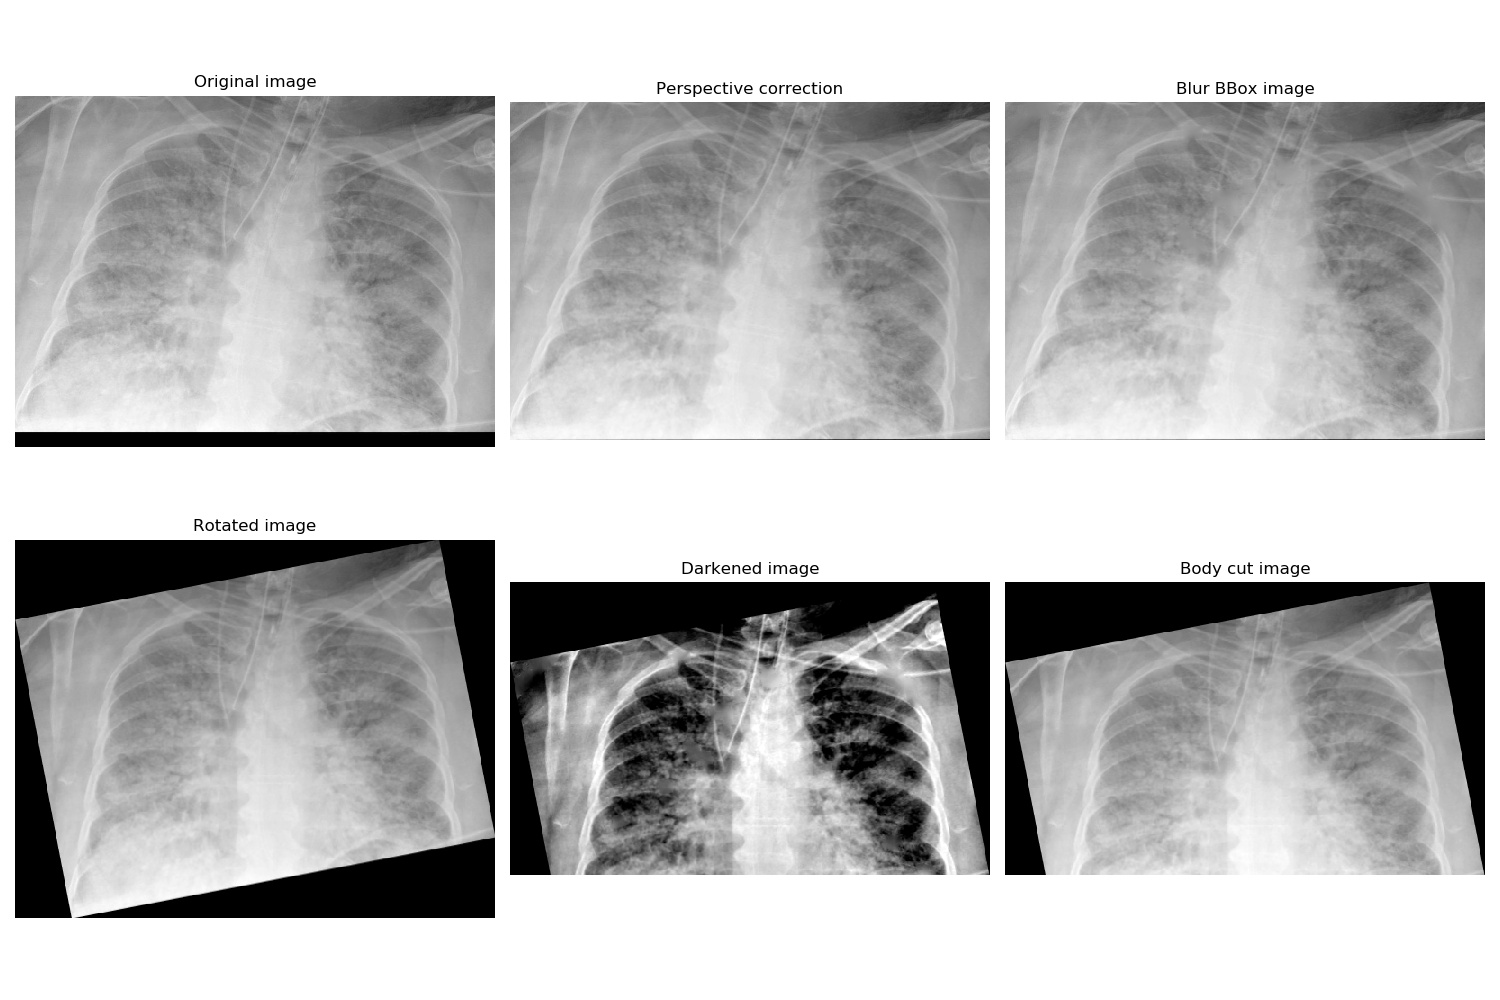 Original image
Perspective correction
Blur BBox image
Rotated image
Darkened image
Body cut image